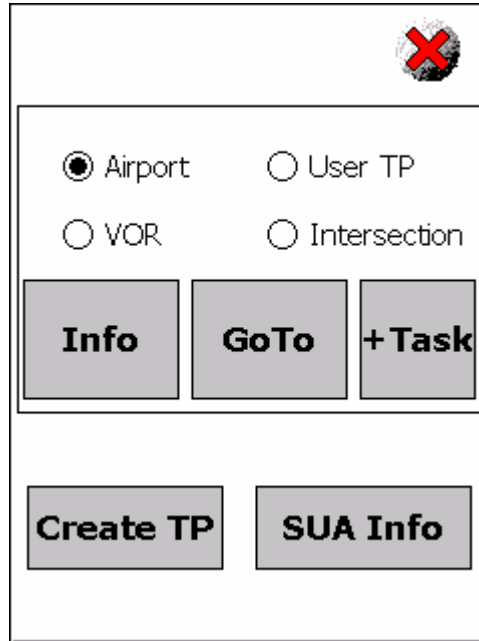 Airport User TP
VOR Intersection
Info GoTo +Task
Create TP SUA Info